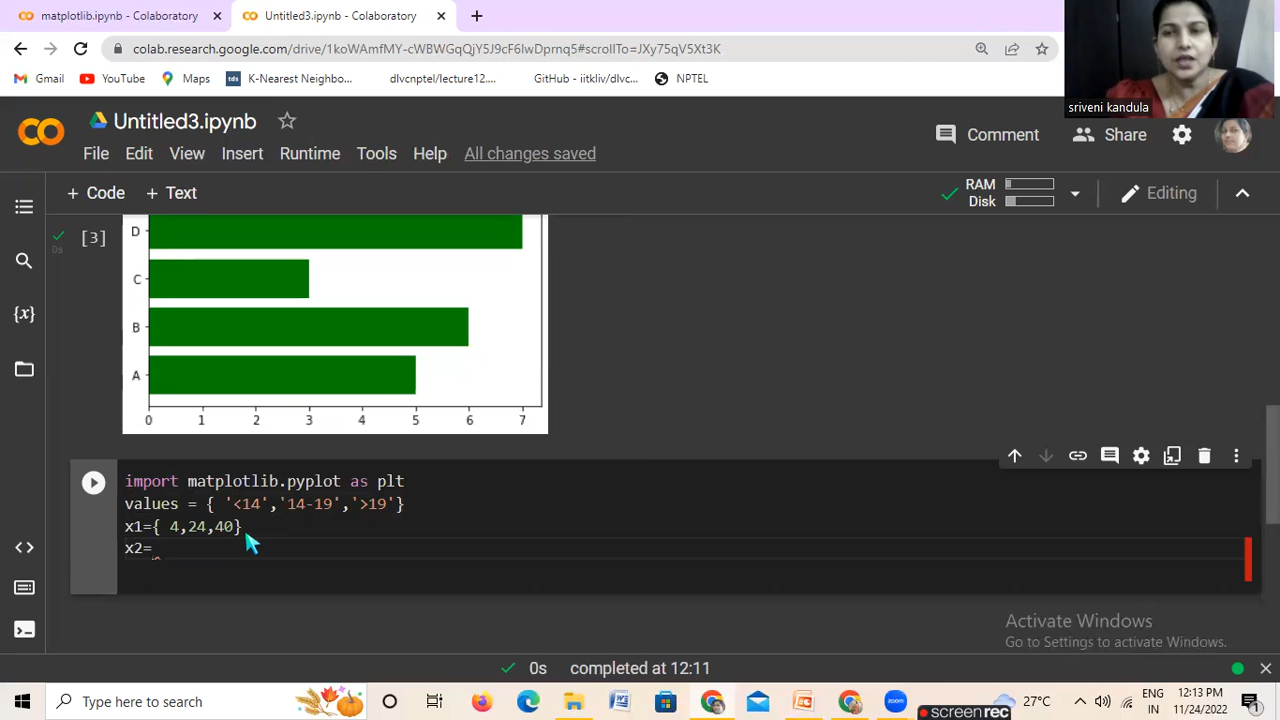 matplotlib.ipynb - Colaboratory
Untitled3.ipynb - Colaboratory
colab.research.google.com/drive/1koWAmfMY-cWBWGqQjY5J9cF6IwDprnq5#scrollTo=JXy75qV5Xt3K
Gmail
YouTube
Maps
tds
K-Nearest Neighbo...
dlvcnptel/lecture12....
GitHub - iitkliv/dlvc...
NPTEL
sriveni kandula
Untitled3.ipynb
Comment
Share
File Edit View Insert Runtime Tools Help All changes saved
+ Code + Text
RAM
Disk
Editing
[3]
0s
D
C
B
A
0 1 2 3 4 5 6 7
import matplotlib.pyplot as plt
values = { '<14','14-19','>19'}
x1={ 4,24,40}
x2=
{x}
Activate Windows
Go to Settings to activate Windows.
0s completed at 12:11
Type here to search
zoom
27°C
ENG
IN
12:13 PM
11/24/2022
1
screenrec